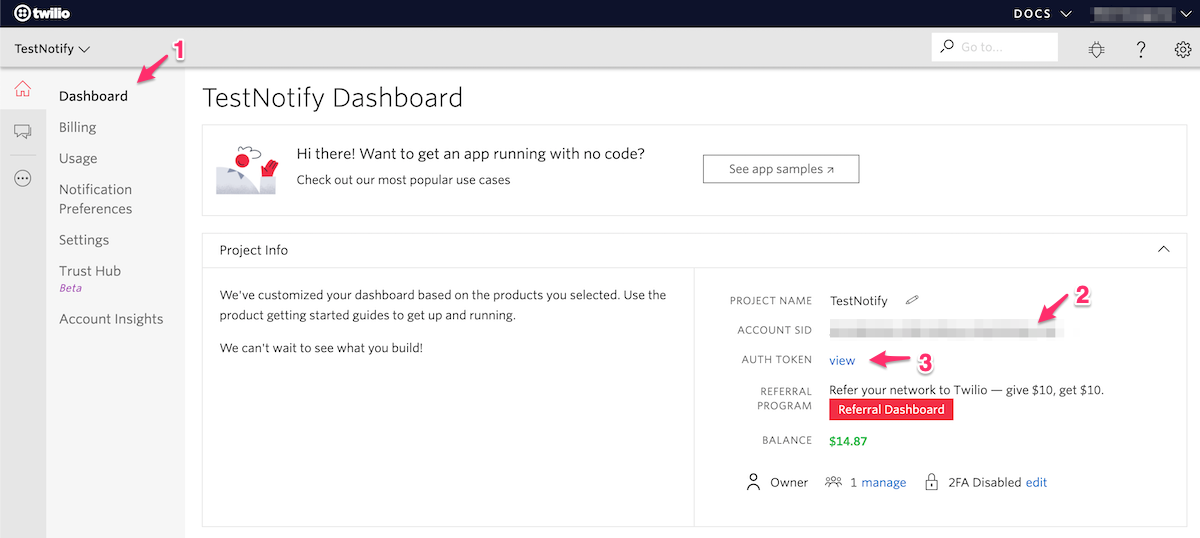 twilio
DOCS
TestNotify
Go to...
1
Dashboard
Billing
Usage
Notification
Preferences
Settings
Trust Hub
Beta
Account Insights
TestNotify Dashboard
Hi there! Want to get an app running with no code?
Check out our most popular use cases
See app samples ↗
Project Info
We've customized your dashboard based on the products you selected. Use the
product getting started guides to get up and running.
We can't wait to see what you build!
PROJECT NAME TestNotify
2
ACCOUNT SID
AUTH TOKEN view
3
REFERRAL
PROGRAM
Refer your network to Twilio — give $10, get $10.
Referral Dashboard
BALANCE $14.87
Owner 1 manage 2FA Disabled edit